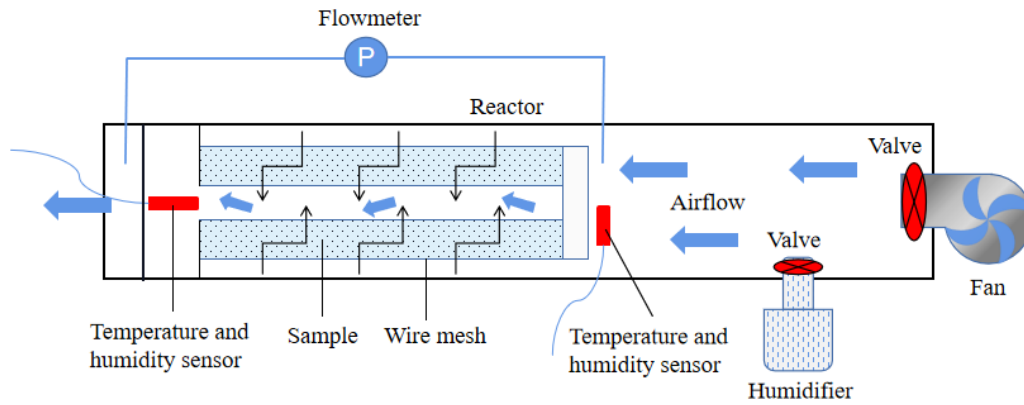 Flowmeter
P
Reactor
Valve
Airflow
Valve
Fan
Temperature and
humidity sensor
Sample
Wire mesh
Temperature and
humidity sensor
Humidifier